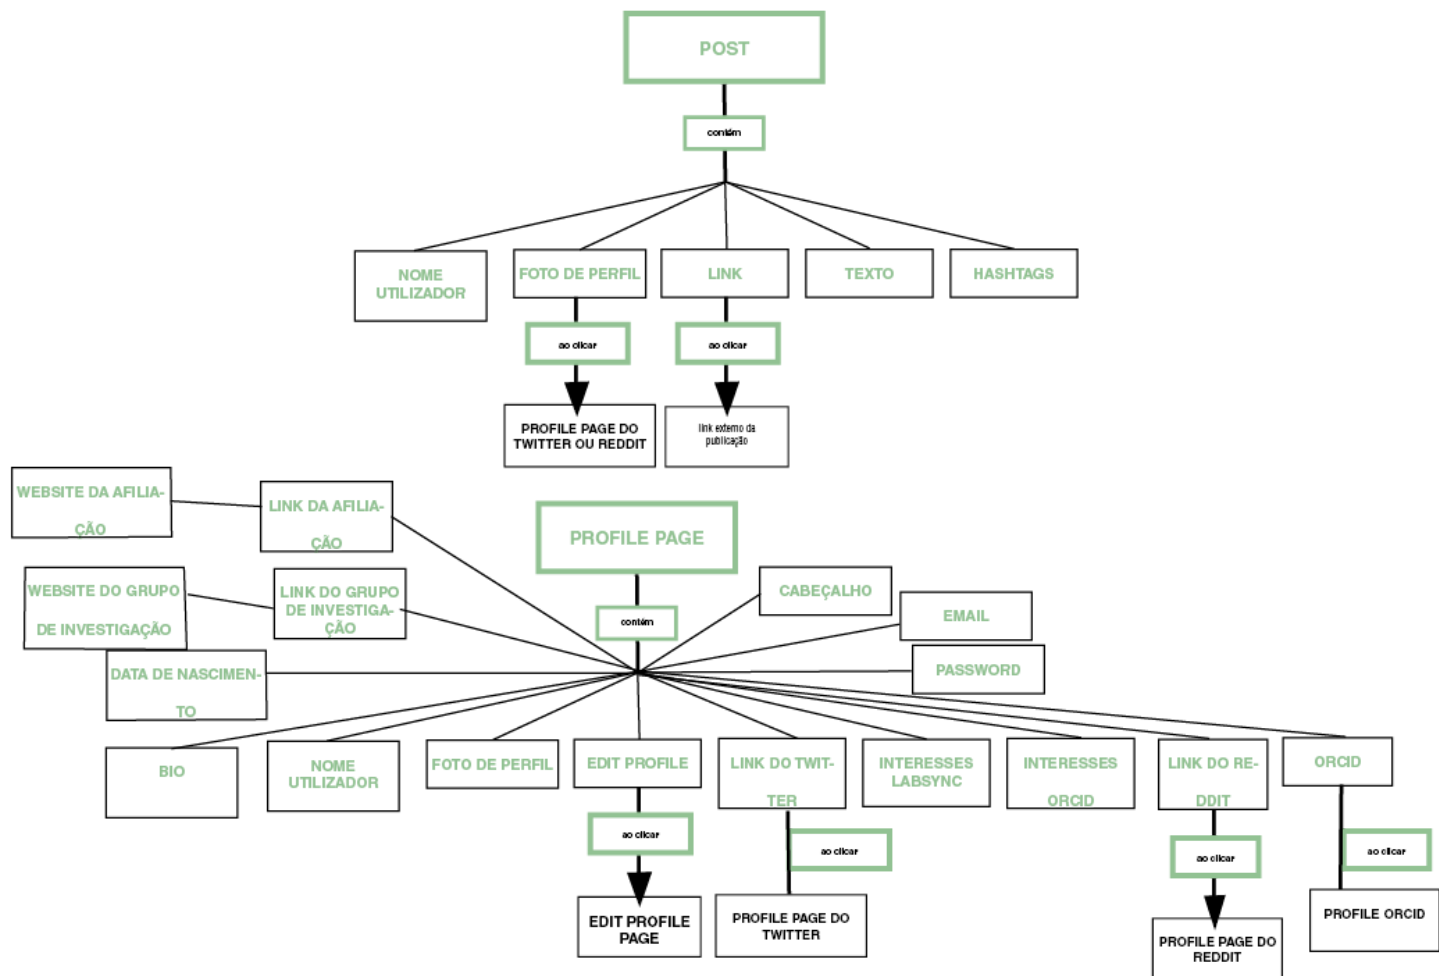 POST
contém
NOME
UTILIZADOR
FOTO DE PERFIL
LINK
TEXTO
HASHTAGS
ao clicar
ao clicar
PROFILE PAGE DO
TWITTER OU REDDIT
link externo da
publicação
WEBSITE DA AFILIA-
ÇÃO
LINK DA AFILIA-
ÇÃO
PROFILE PAGE
WEBSITE DO GRUPO
DE INVESTIGAÇÃO
LINK DO GRUPO
DE INVESTIGA-
ÇÃO
contém
CABEÇALHO
EMAIL
DATA DE NASCIMEN-
TO
PASSWORD
BIO
NOME
UTILIZADOR
FOTO DE PERFIL
EDIT PROFILE
LINK DO TWIT-
TER
INTERESSES
LABSYNC
INTERESSES
ORCID
LINK DO RE-
DDIT
ORCID
ao clicar
ao clicar
ao clicar
ao clicar
EDIT PROFILE
PAGE
PROFILE PAGE DO
TWITTER
PROFILE PAGE DO
REDDIT
PROFILE ORCID